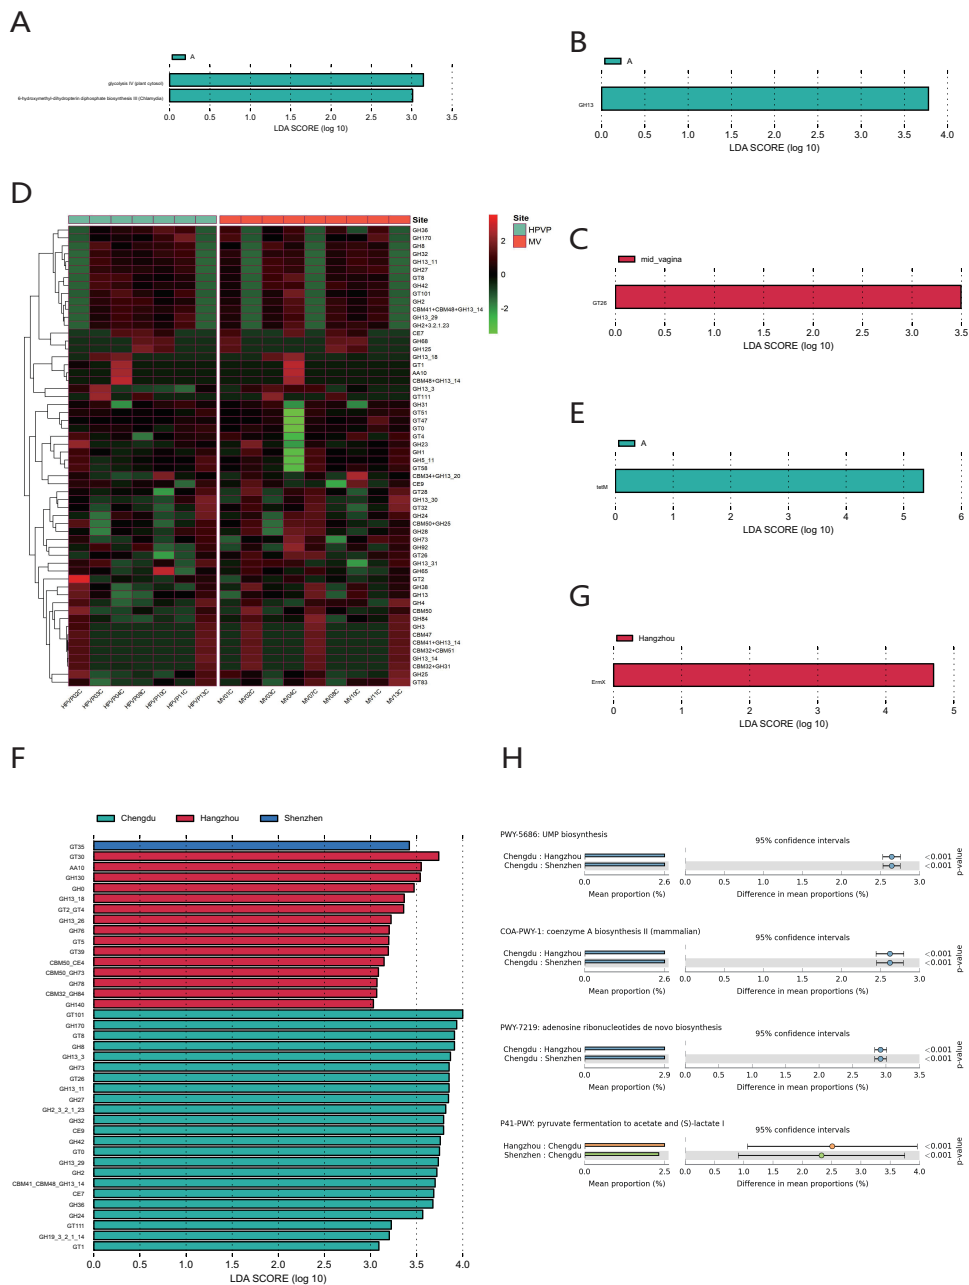 A
A
glycolysis IV (plant cytosol)
6-hydroxymethyl-dihydropterin diphosphate biosynthesis III (Chlamydia)
0.0 0.5 1.0 1.5 2.0 2.5 3.0 3.5
LDA SCORE (log 10)
B
A
GH13
0.0 0.5 1.0 1.5 2.0 2.5 3.0 3.5 4.0
LDA SCORE (log 10)
D
Site
GH36
GH170
GH8
GH32
GH13_11
GH27
GT8
GH42
GT101
GH2
CBM41+CBM48+GH13_14
GH13_29
GH2+3.2.1.23
CE7
GH68
GH125
GH13_18
GT1
AA10
CBM48+GH13_14
GH13_3
GT111
GH31
GT51
GT47
GT0
GT4
GH23
GH1
GH5_11
GT58
CBM34+GH13_20
CE9
GT28
GH13_30
GT32
GH24
CBM50+GH25
GH29
GH73
GH92
GT26
GH13_31
GH65
GT2
GH38
GH13
GH4
CBM50
GH84
GH3
CBM47
CBM41+GH13_14
CBM32+CBM51
GH13_14
CBM32+GH31
GH25
GT83
HPVP02C HPVP03C HPVP04C HPVP08C HPVP10C HPVP11C HPVP13C MV01C MV02C MV03C MV04C MV07C MV08C MV10C MV11C MV13C
2
0
-2
Site
HPVP
MV
C
mid_vagina
GT26
0.0 0.5 1.0 1.5 2.0 2.5 3.0 3.5
LDA SCORE (log 10)
E
A
tetM
0 1 2 3 4 5 6
LDA SCORE (log 10)
G
Hangzhou
ErmX
0 1 2 3 4 5
LDA SCORE (log 10)
F
Chengdu Hangzhou Shenzhen
GT35
GT30
AA10
GH130
GH0
GH13_18
GT2_GT4
GH13_26
GH76
GT5
GT39
CBM50_CE4
CBM50_GH73
GH78
CBM32_GH84
GH140
GT101
GH170
GT8
GH8
GH13_3
GH73
GT26
GH13_11
GH27
GH2_3_2_1_23
GH32
CE9
GH42
GT0
GH13_29
GH2
CBM41_CBM48_GH13_14
CE7
GH36
GH24
GT111
GH19_3_2_1_14
GT1
0.0 0.5 1.0 1.5 2.0 2.5 3.0 3.5 4.0
LDA SCORE (log 10)
H
PWY-5686: UMP biosynthesis
95% confidence intervals
Chengdu : Hangzhou <0.001
Chengdu : Shenzhen <0.001
p-value
0.0 2.6 0.0 0.5 1.0 1.5 2.0 2.5 3.0
Mean proportion (%) Difference in mean proportions (%)
COA-PWY-1: coenzyme A biosynthesis II (mammalian)
95% confidence intervals
Chengdu : Hangzhou <0.001
Chengdu : Shenzhen <0.001
p-value
0.0 2.6 0.0 0.5 1.0 1.5 2.0 2.5 3.0
Mean proportion (%) Difference in mean proportions (%)
PWY-7219: adenosine ribonucleotides de novo biosynthesis
95% confidence intervals
Chengdu : Hangzhou <0.001
Chengdu : Shenzhen <0.001
p-value
0.0 2.9 0.0 0.5 1.0 1.5 2.0 2.5 3.0 3.5
Mean proportion (%) Difference in mean proportions (%)
P41-PWY: pyruvate fermentation to acetate and (S)-lactate I
95% confidence intervals
Hangzhou : Chengdu <0.001
Shenzhen : Chengdu <0.001
p-value
0.0 2.5 0.0 0.5 1.0 1.5 2.0 2.5 3.0 3.5 4.0
Mean proportion (%) Difference in mean proportions (%)